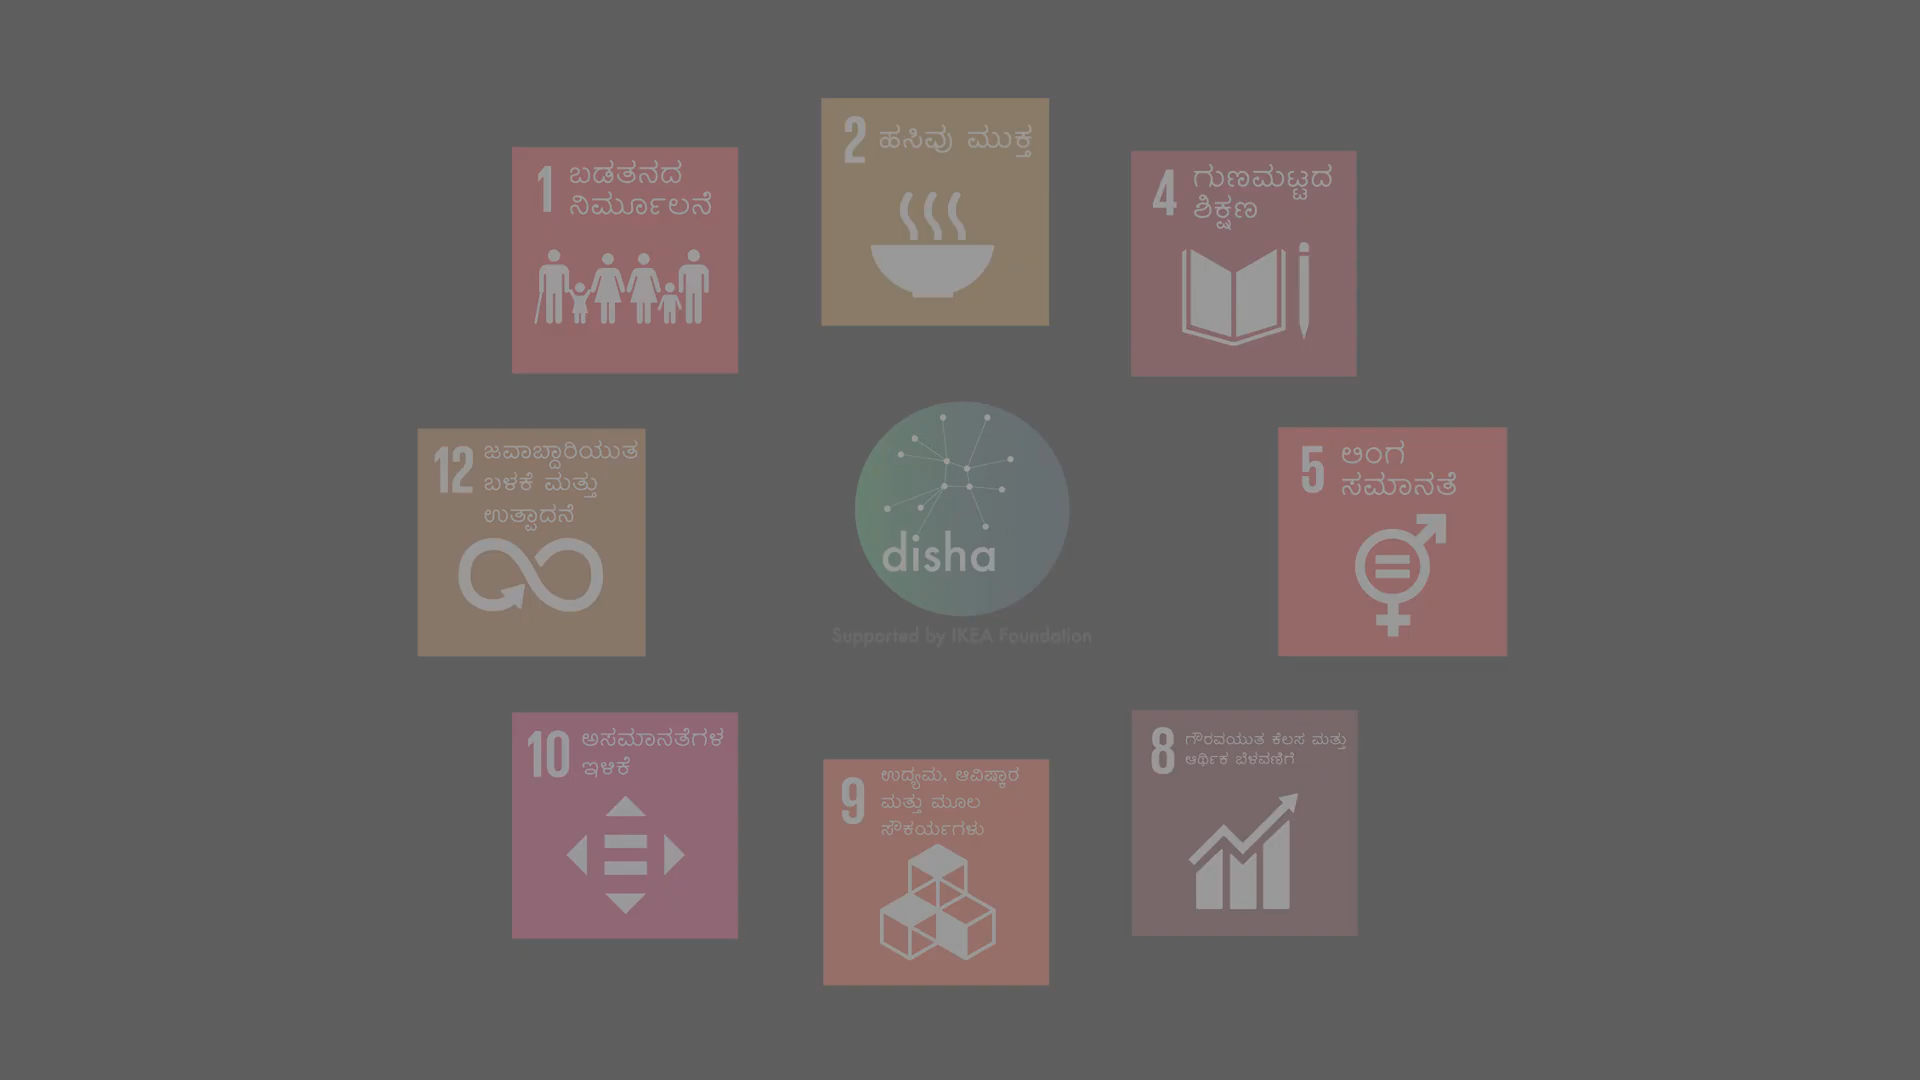 2 ಹಸಿವು ಮುಕ್ತ
1 ಬಡತನದ
ನಿರ್ಮೂಲನೆ
4 ಗುಣಮಟ್ಟದ
ಶಿಕ್ಷಣ
12 ಜವಾಬ್ದಾರಿಯುತ
ಬಳಕೆ ಮತ್ತು
ಉತ್ಪಾದನೆ
disha
Supported by IKEA Foundation
5 ಲಿಂಗ
ಸಮಾನತೆ
10 ಅಸಮಾನತೆಗಳ
ಇಳಿಕೆ
9 ಉದ್ಯಮ. ಆವಿಷ್ಕಾರ
ಮತ್ತು ಮೂಲ
ಸೌಕರ್ಯಗಳು
8 ಗೌರವಯುತ ಕೆಲಸ ಮತ್ತು
ಆರ್ಥಿಕ ಬೆಳವಣಿಗೆ